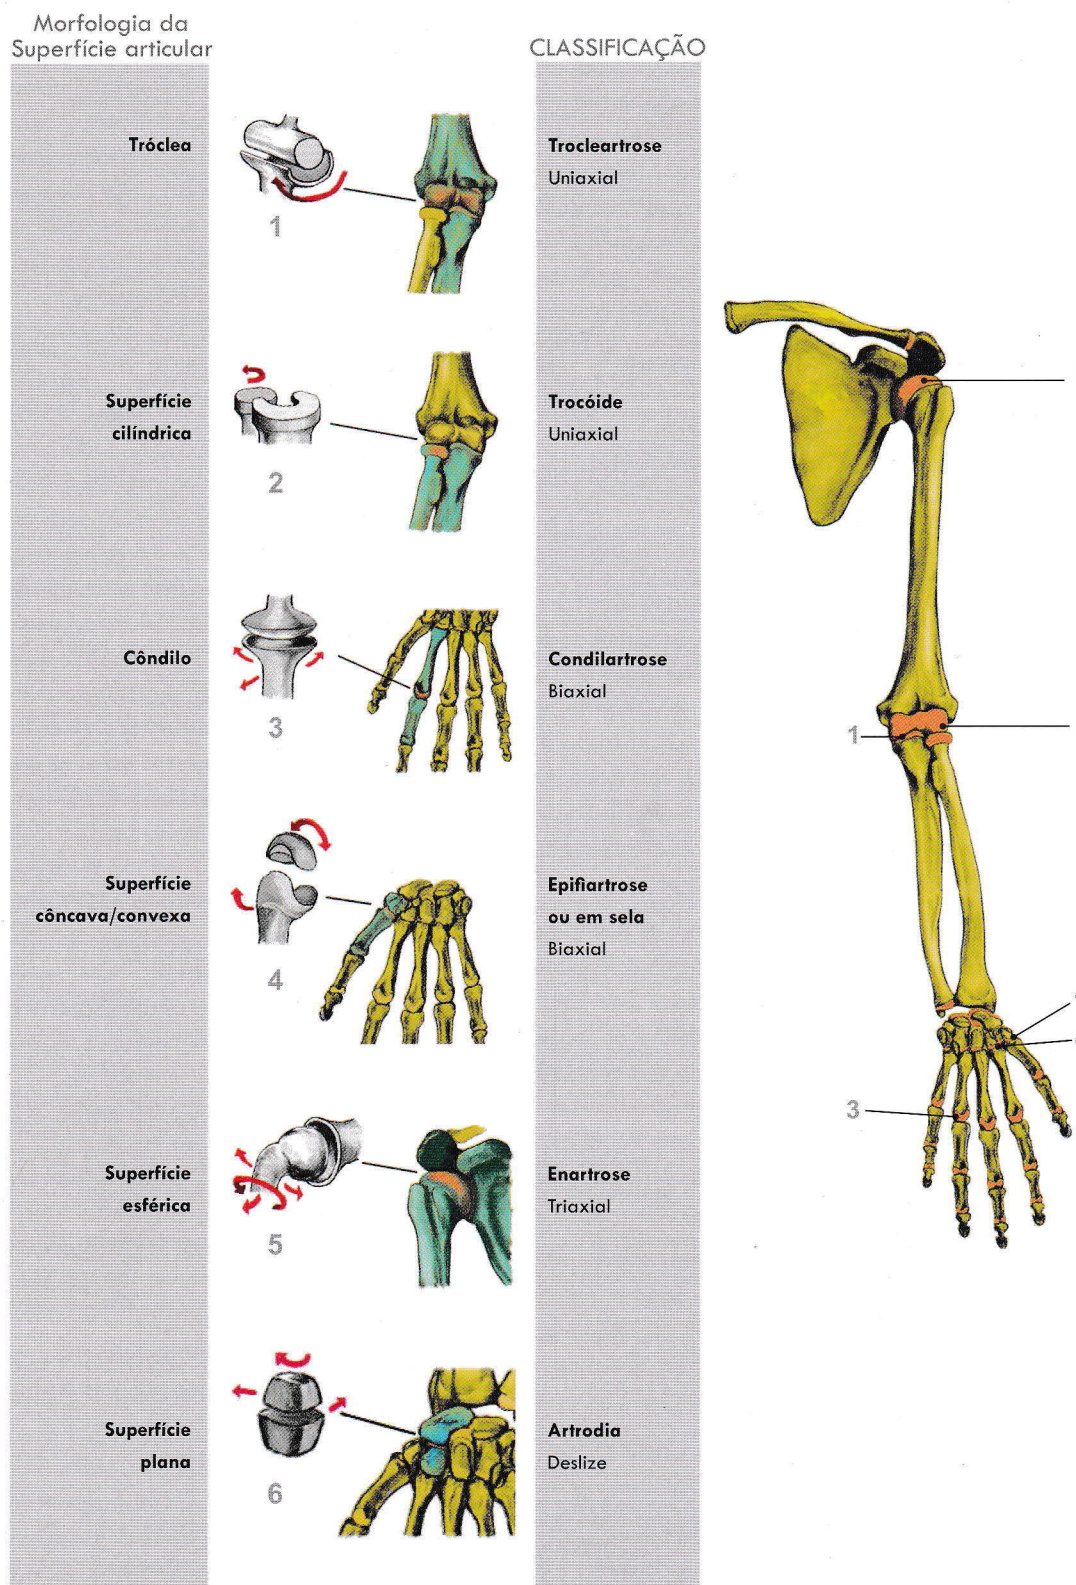 Morfologia da
Superfície articular
CLASSIFICAÇÃO
Tróclea
1
Trocleartrose
Uniaxial
Superfície
cilíndrica
2
Trocóide
Uniaxial
Côndilo
3
Condilartrose
Biaxial
Superfície
côncava/convexa
4
Epifiartrose
ou em sela
Biaxial
Superfície
esférica
5
Enartrose
Triaxial
Superfície
plana
6
Artrodia
Deslize
1
3